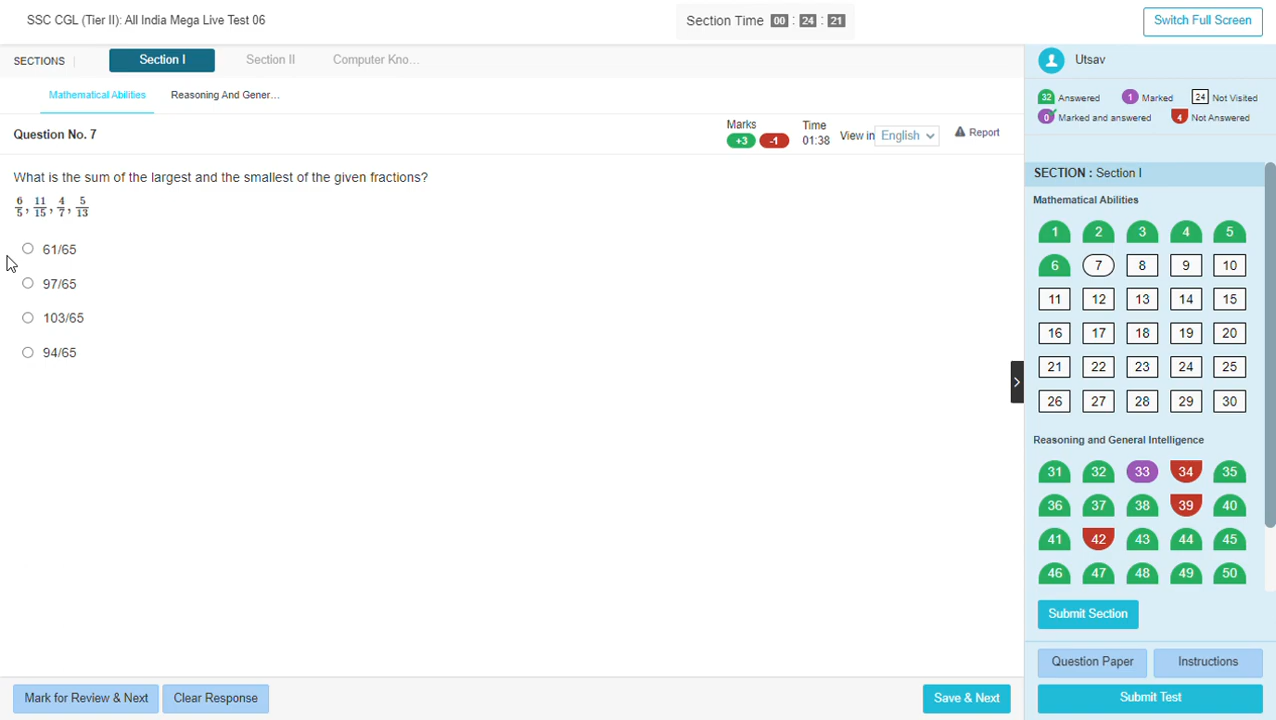 SSC CGL (Tier II): All India Mega Live Test 06
Section Time 00 : 24 : 21
Switch Full Screen
SECTIONS
Section I
Section II
Computer Kno...
Utsav
Mathematical Abilities
Reasoning And Gener...
32 Answered
1 Marked
24 Not Visited
0 Marked and answered
4 Not Answered
Question No. 7
Marks
+3 -1
Time
01:38
View in English
Report
What is the sum of the largest and the smallest of the given fractions?
6/5, 11/15, 4/7, 5/13
61/65
97/65
103/65
94/65
SECTION : Section I
Mathematical Abilities
1 2 3 4 5
6 7 8 9 10
11 12 13 14 15
16 17 18 19 20
21 22 23 24 25
26 27 28 29 30
Reasoning and General Intelligence
31 32 33 34 35
36 37 38 39 40
41 42 43 44 45
46 47 48 49 50
Submit Section
Question Paper
Instructions
Mark for Review & Next
Clear Response
Save & Next
Submit Test